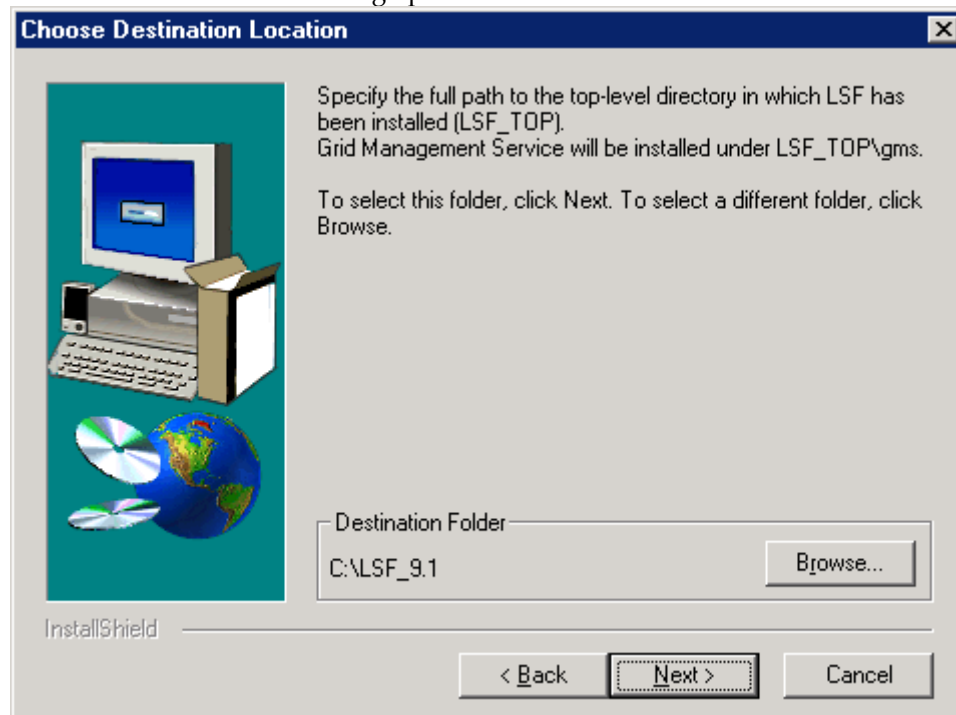 Choose Destination Location
Specify the full path to the top-level directory in which LSF has
been installed (LSF_TOP).
Grid Management Service will be installed under LSF_TOP\gms.
To select this folder, click Next. To select a different folder, click
Browse.
Destination Folder
C:\LSF_9.1
Browse...
InstallShield
< Back
Next >
Cancel